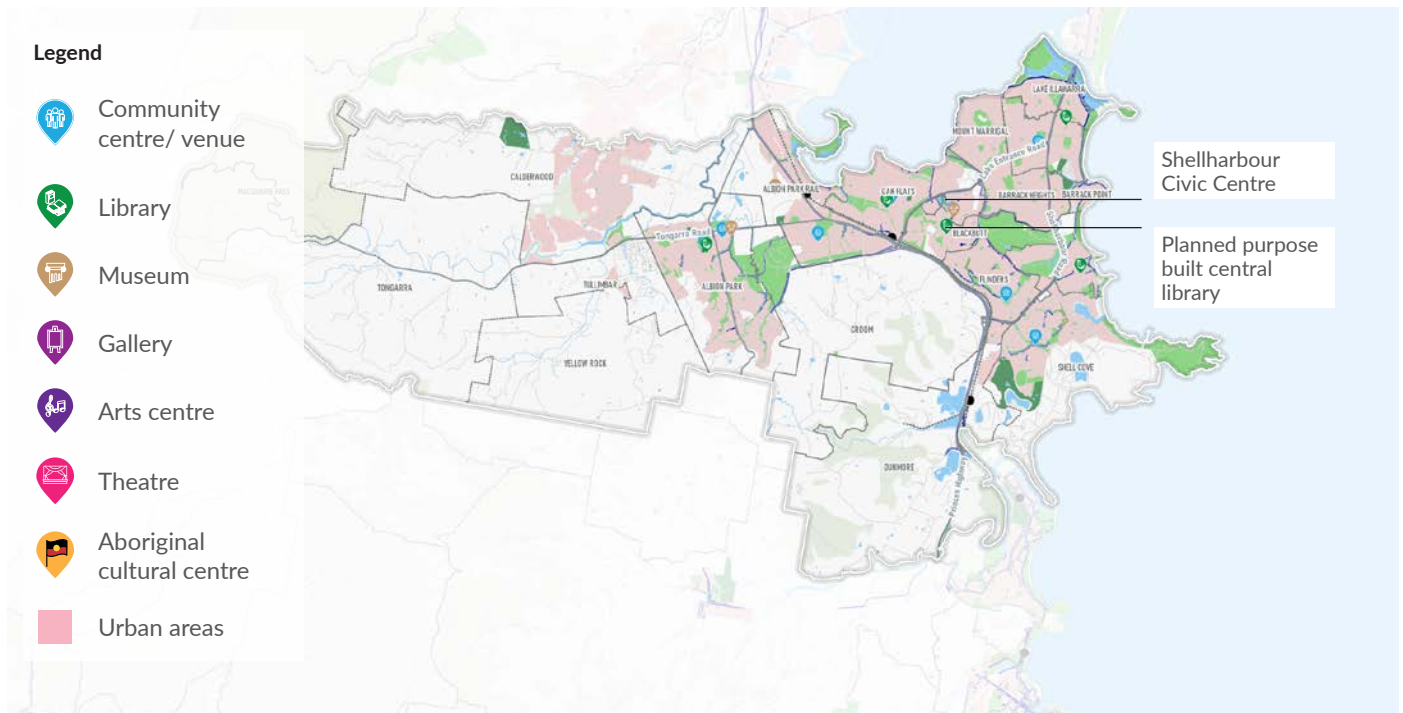 Legend
Community
centre/ venue
Library
Museum
Gallery
Arts centre
Theatre
Aboriginal
cultural centre
Urban areas
MACQUARIE PASS
CALDERWOOD
TONGARRA
TULLIMBAR
YELLOW ROCK
Tongarra Road
ALBION PARK
ALBION PARK RAIL
OAK FLATS
CROOM
DUNMORE
Princes Highway
LAKE ILLAWARRA
MOUNT WARRIGAL
Lake Entrance Road
BARRACK HEIGHTS
BARRACK POINT
BLACKBUTT
FLINDERS
SHELL COVE
Shellharbour
Civic Centre
Planned purpose
built central
library